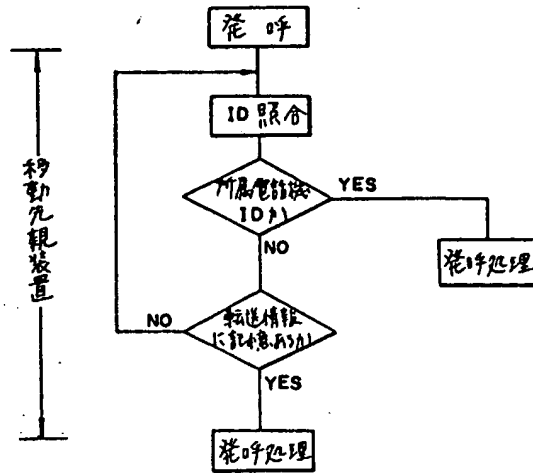 発呼
ID照合
所属電話機
IDか
YES
NO
発呼処理
転送情報
に記憶あるか
NO
YES
発呼処理
移動先親装置